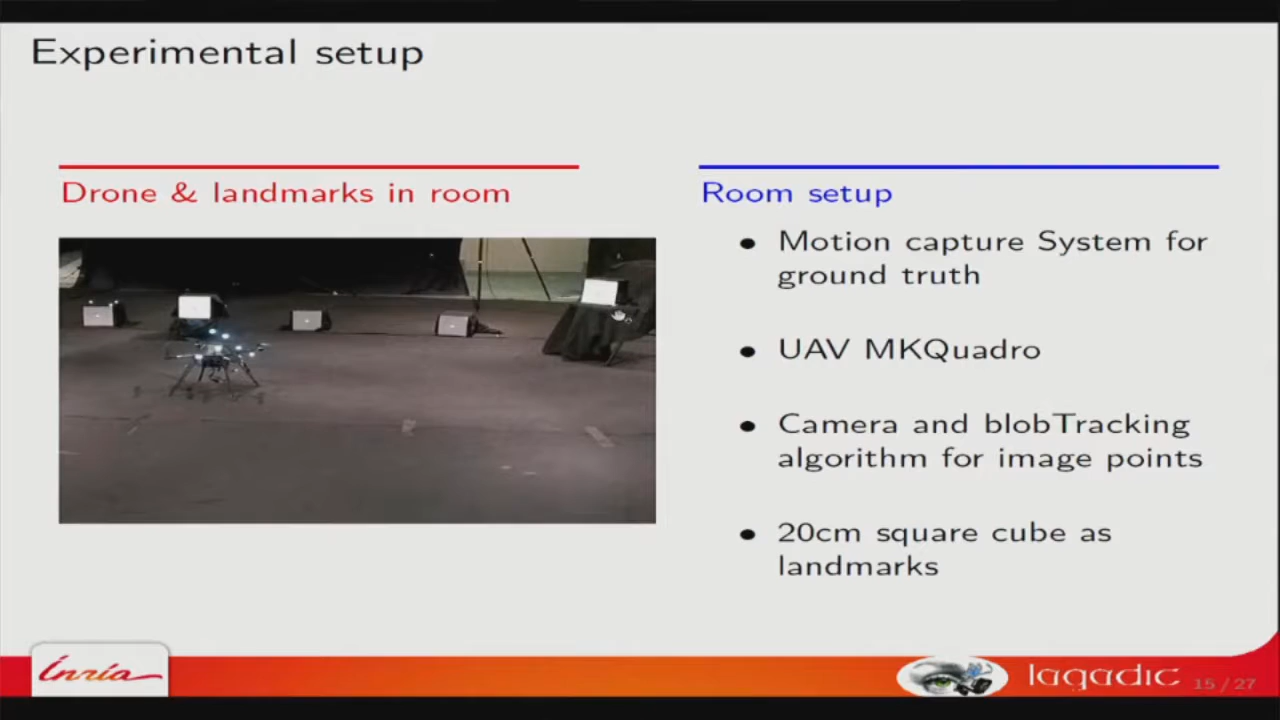 Experimental setup
Drone & landmarks in room
Room setup
• Motion capture System for
ground truth
• UAV MKQuadro
• Camera and blobTracking
algorithm for image points
• 20cm square cube as
landmarks
Inria
lagadic
15 / 27